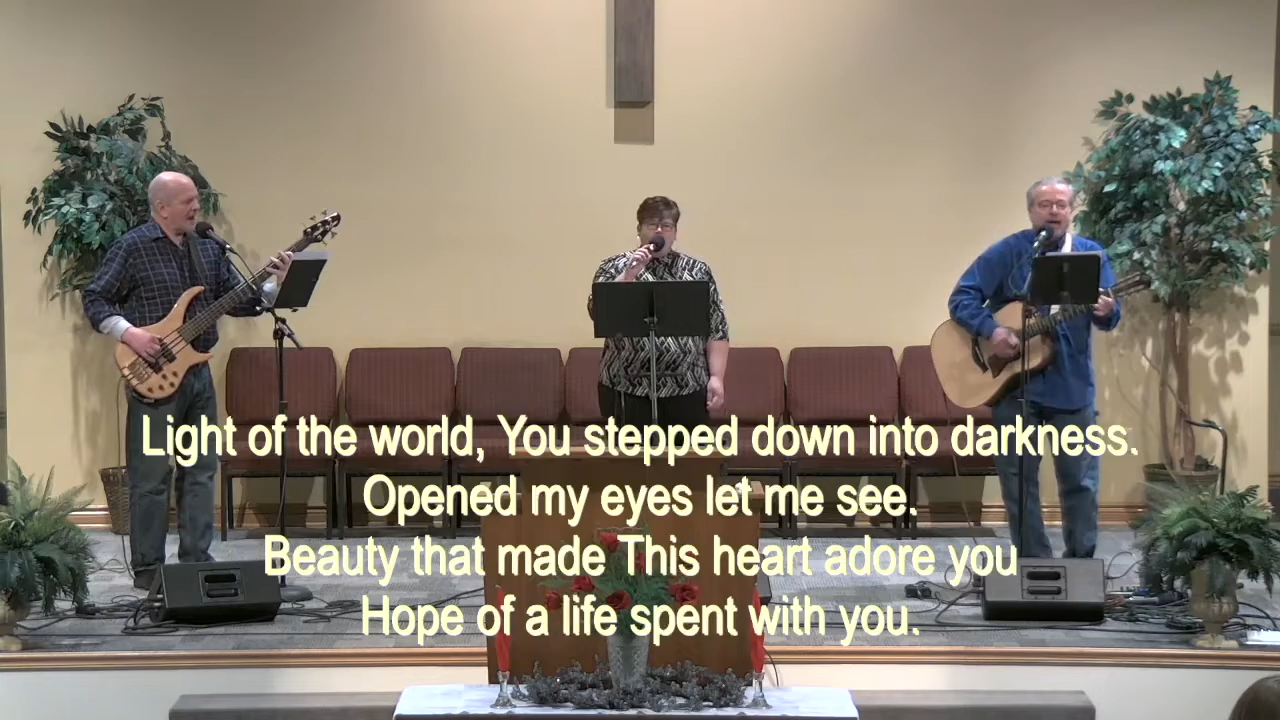 Light of the world, You stepped down into darkness.
Opened my eyes let me see.
Beauty that made This heart adore you
Hope of a life spent with you.